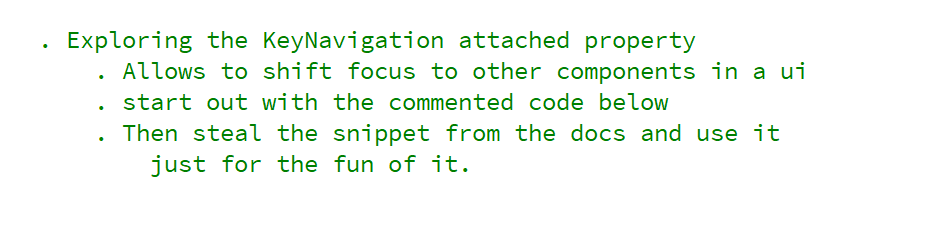 . Exploring the KeyNavigation attached property
. Allows to shift focus to other components in a ui
. start out with the commented code below
. Then steal the snippet from the docs and use it
just for the fun of it.